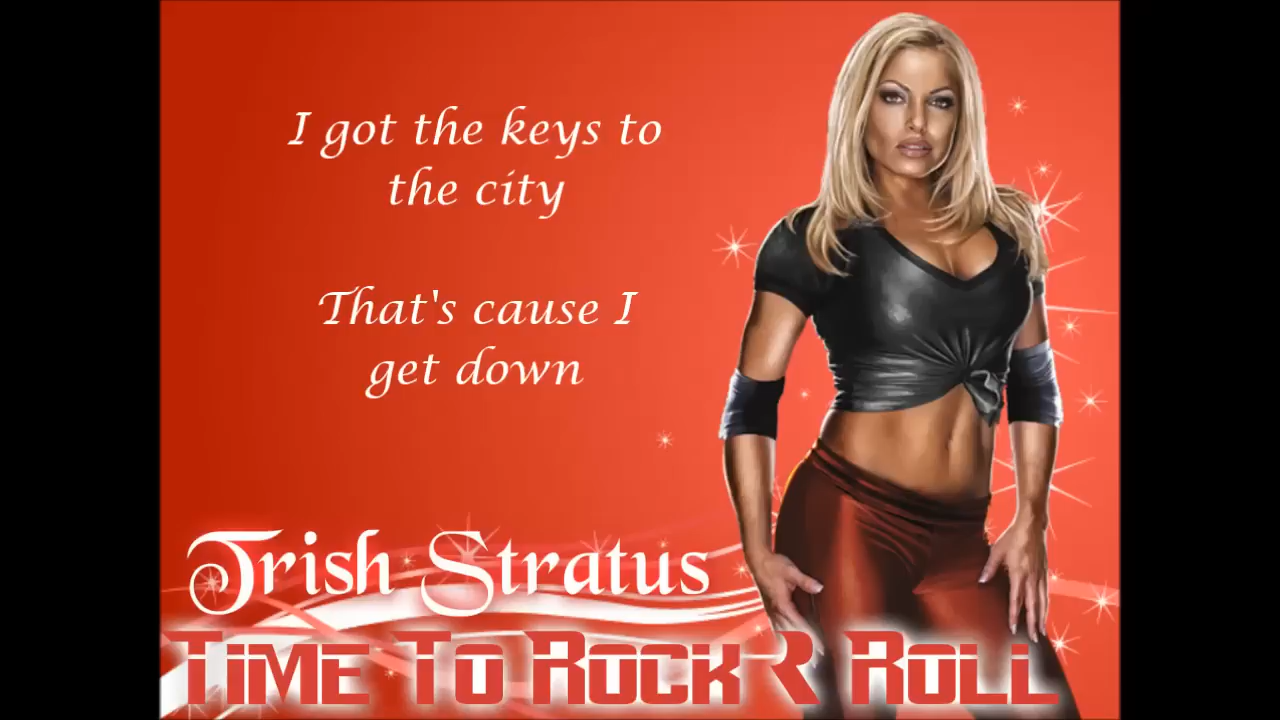 I got the keys to
the city
That's cause I
get down
Trish Stratus
Time To Rock R Roll